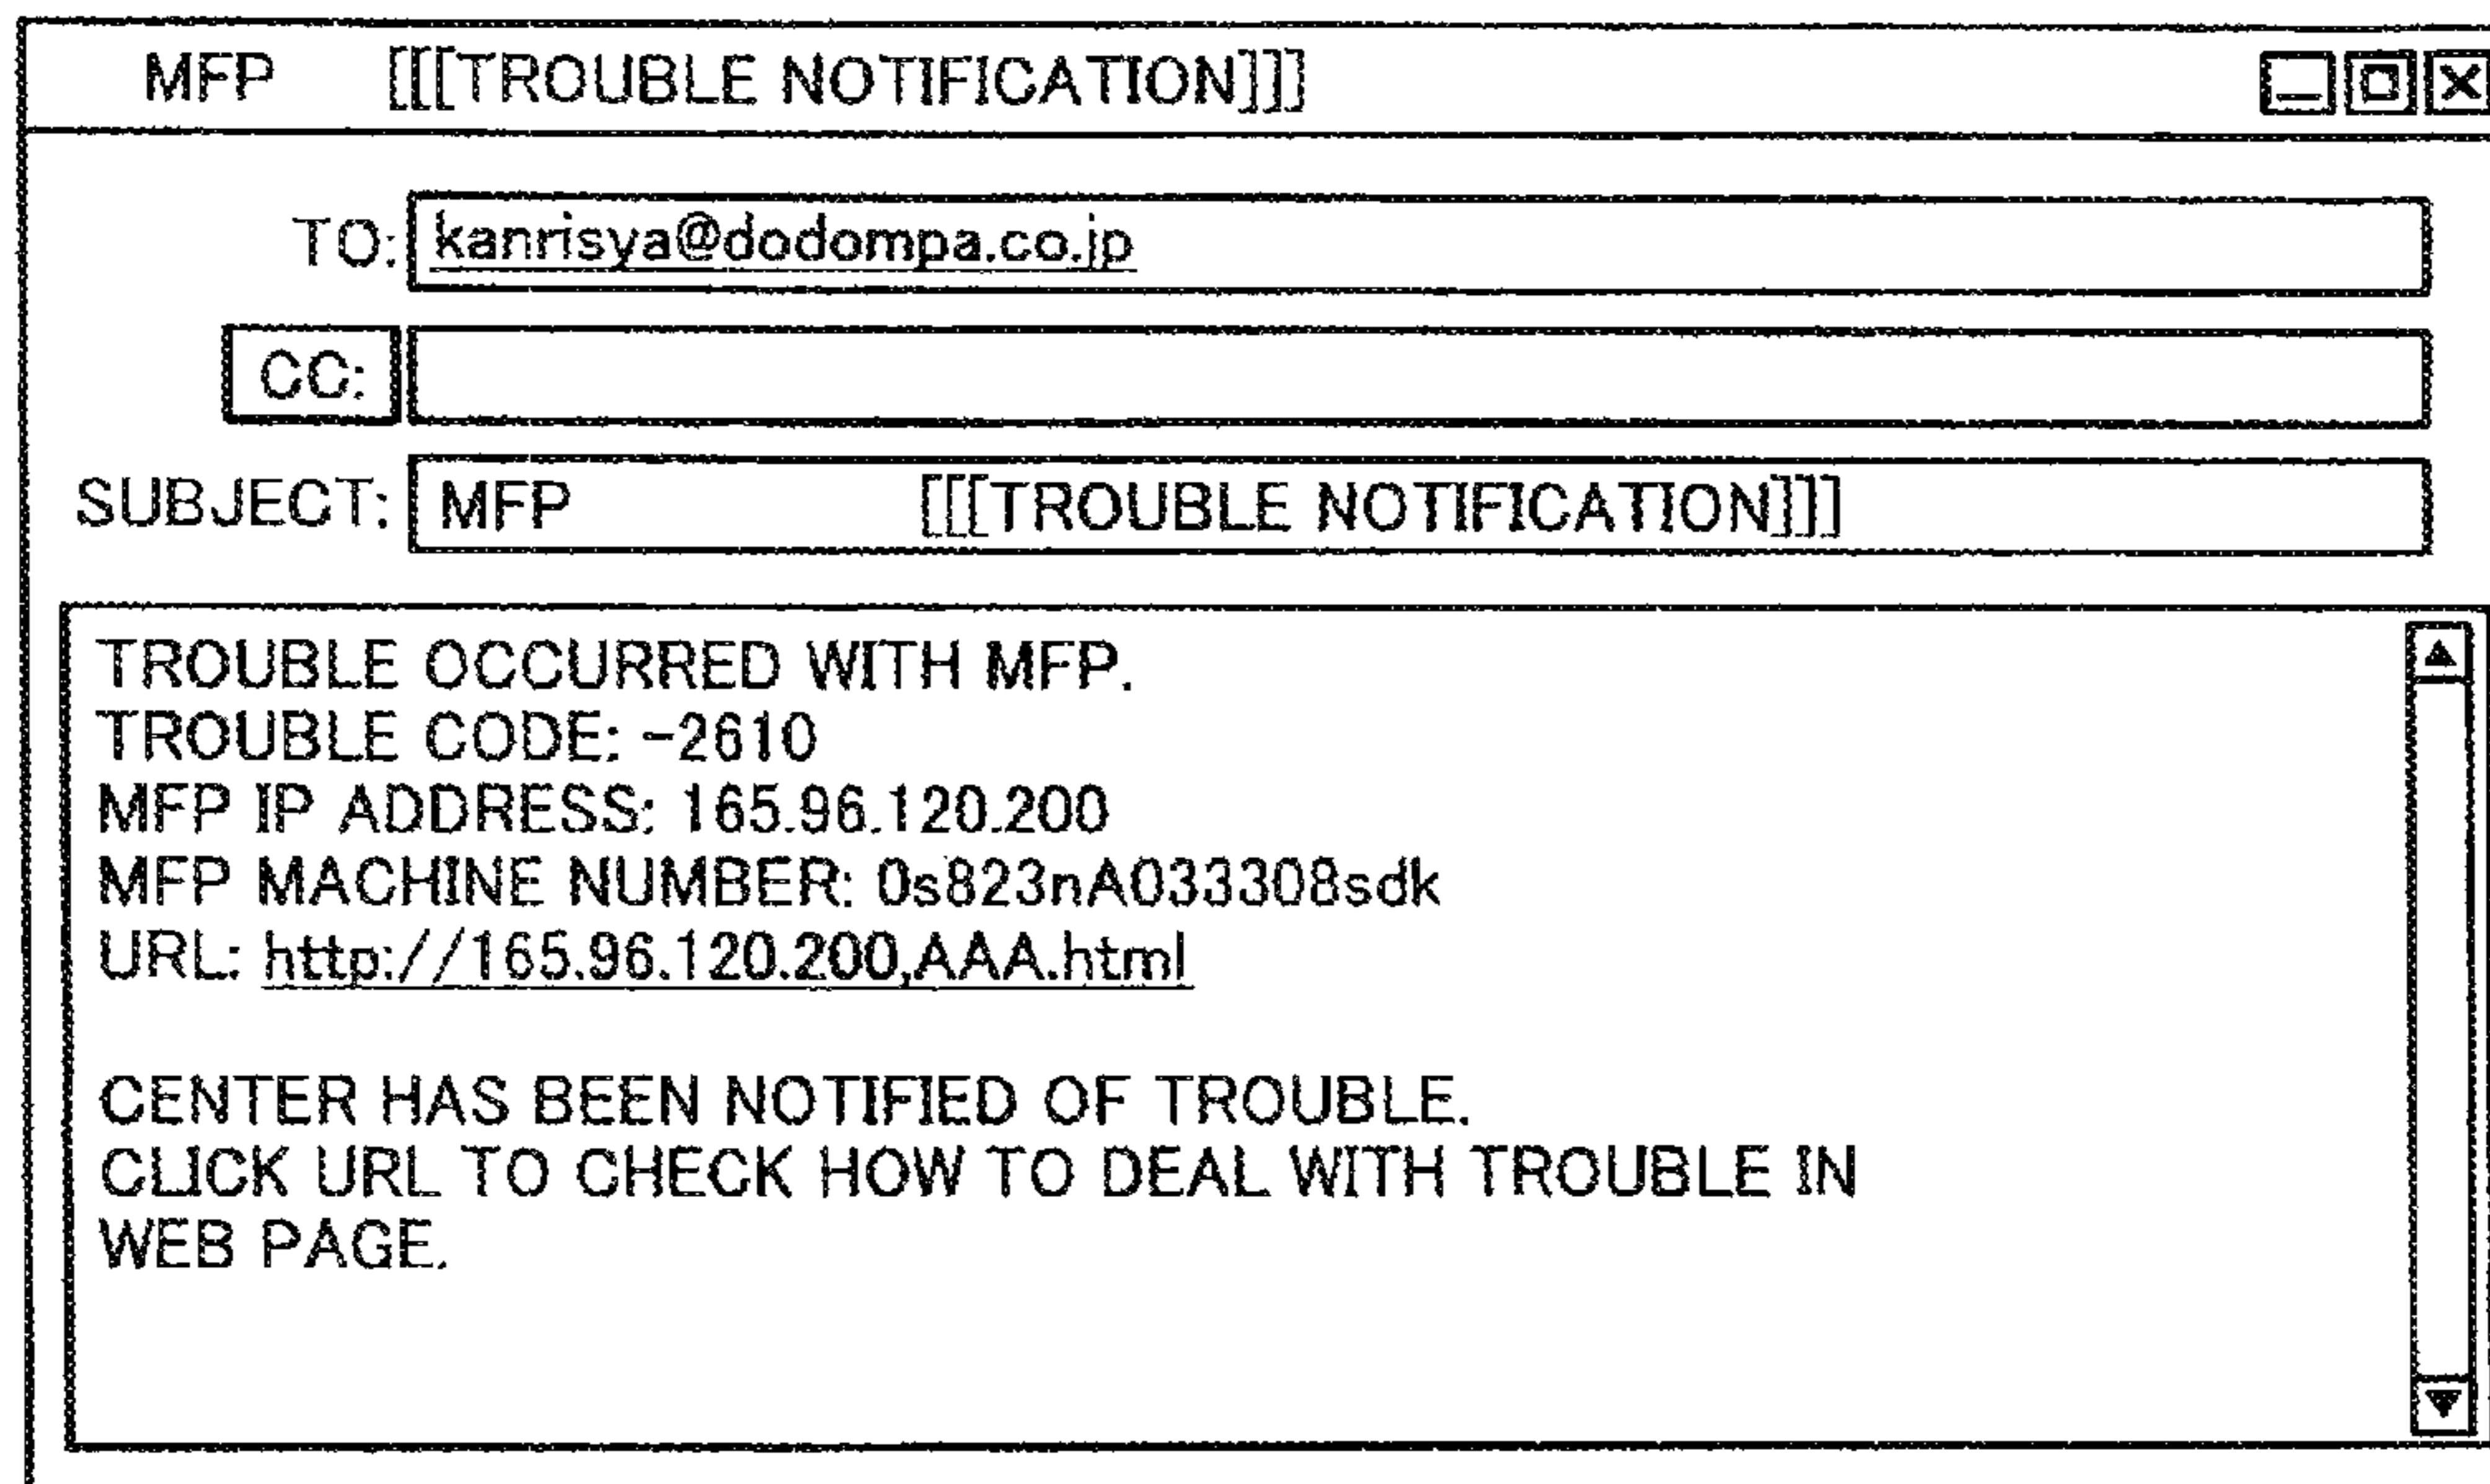 MFP [[[TROUBLE NOTIFICATION]]]
TO: kanrisya@dodompa.co.jp
CC:
SUBJECT: MFP [[[TROUBLE NOTIFICATION]]]
TROUBLE OCCURRED WITH MFP.
TROUBLE CODE: -2610
MFP IP ADDRESS: 165.96.120.200
MFP MACHINE NUMBER: 0s823nA033308sdk
URL: http://165.96.120.200,AAA.html
CENTER HAS BEEN NOTIFIED OF TROUBLE.
CLICK URL TO CHECK HOW TO DEAL WITH TROUBLE IN
WEB PAGE.